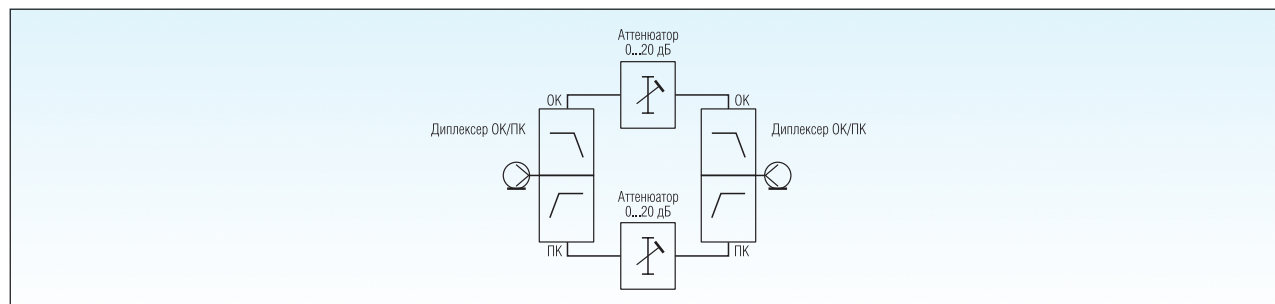 Аттенюатор
0...20 дБ
ОК
ОК
Диплексер ОК/ПК
Диплексер ОК/ПК
Аттенюатор
0...20 дБ
ПК
ПК